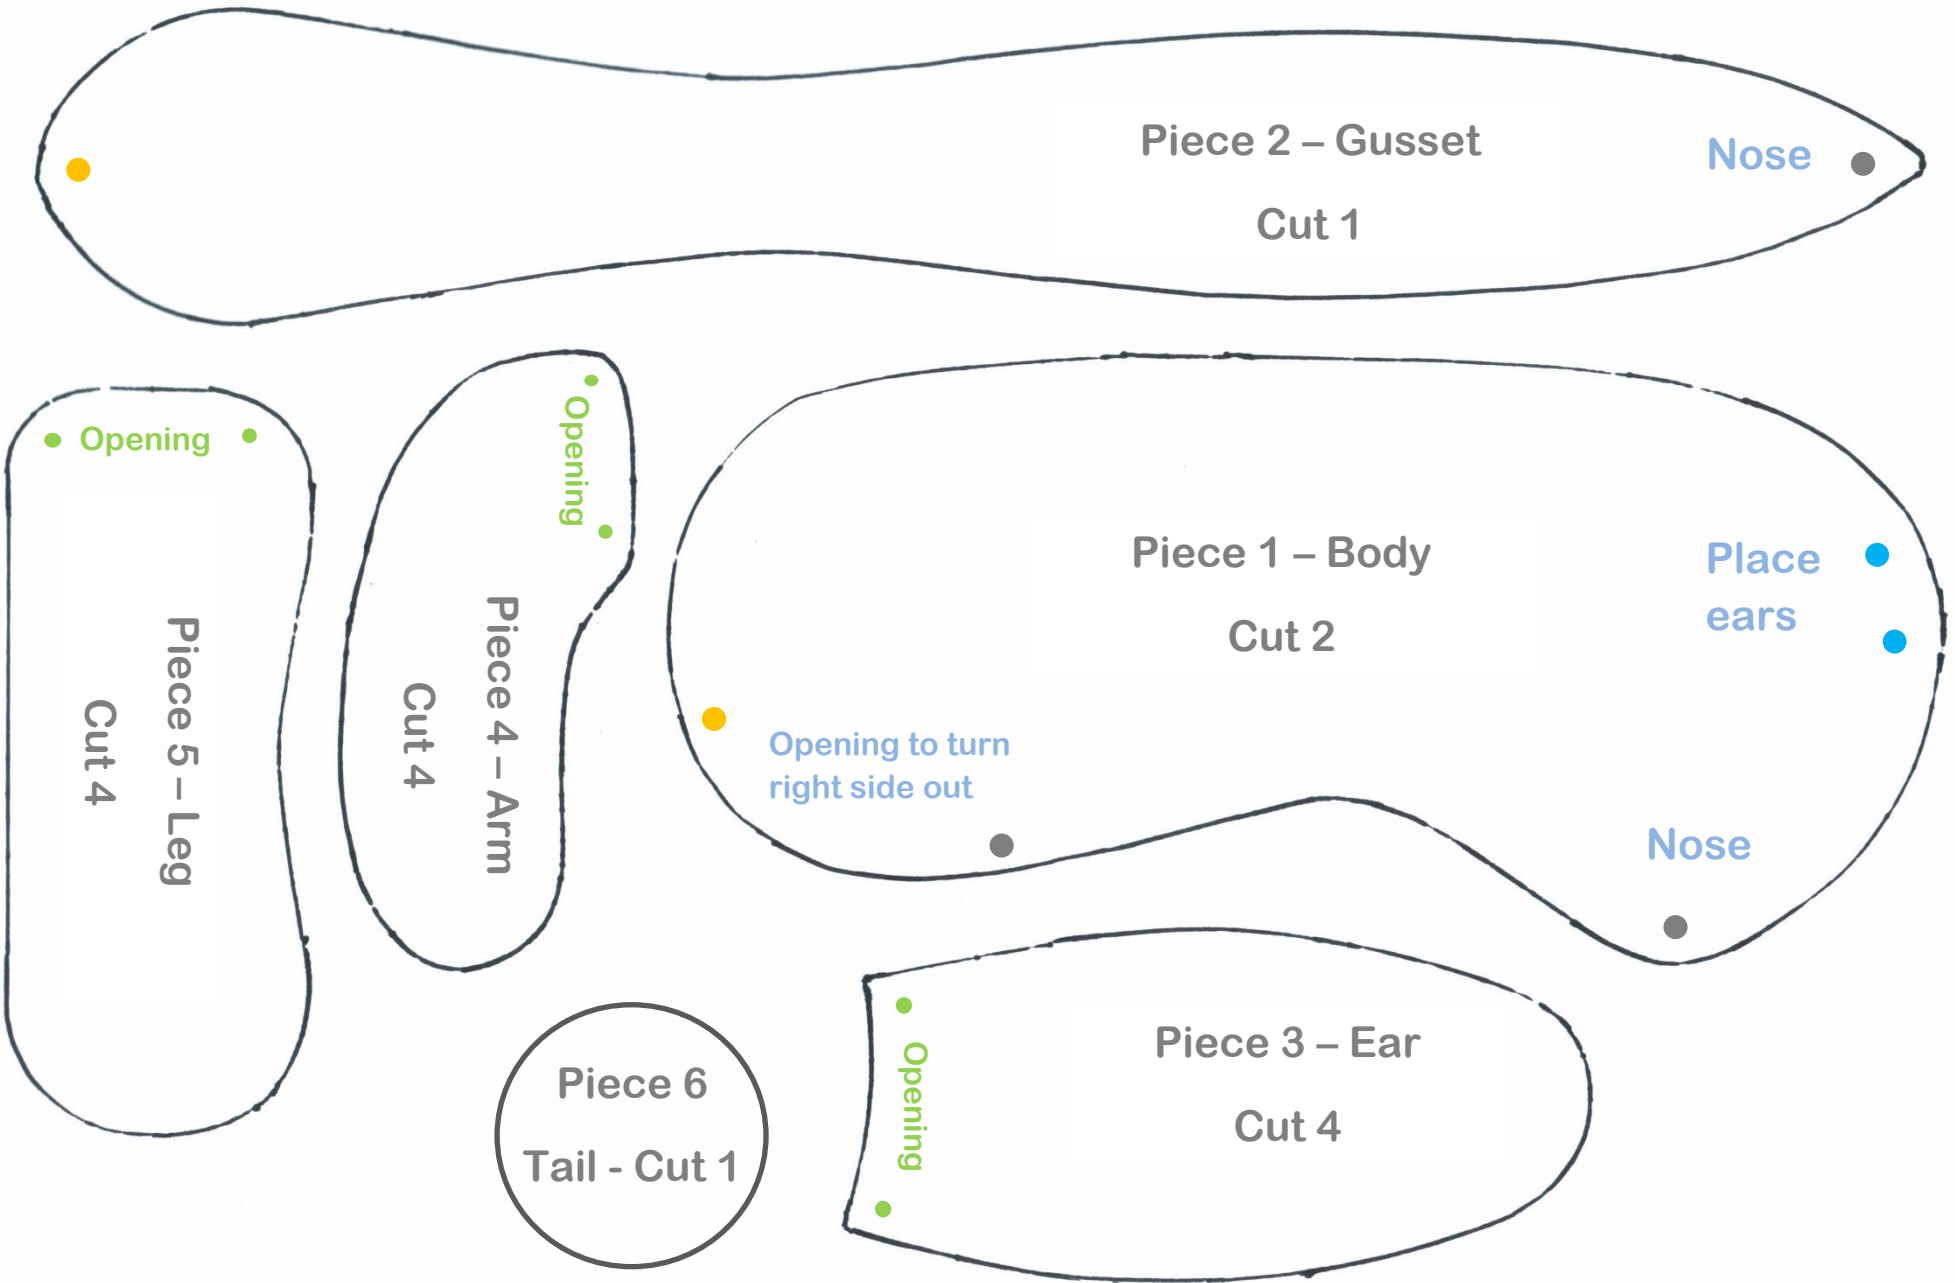 Piece 2 – Gusset
Cut 1
Nose
Opening
Piece 5 – Leg
Cut 4
Opening
Piece 4 – Arm
Cut 4
Piece 1 – Body
Cut 2
Place
ears
Opening to turn
right side out
Nose
Piece 6
Tail - Cut 1
Opening
Piece 3 – Ear
Cut 4